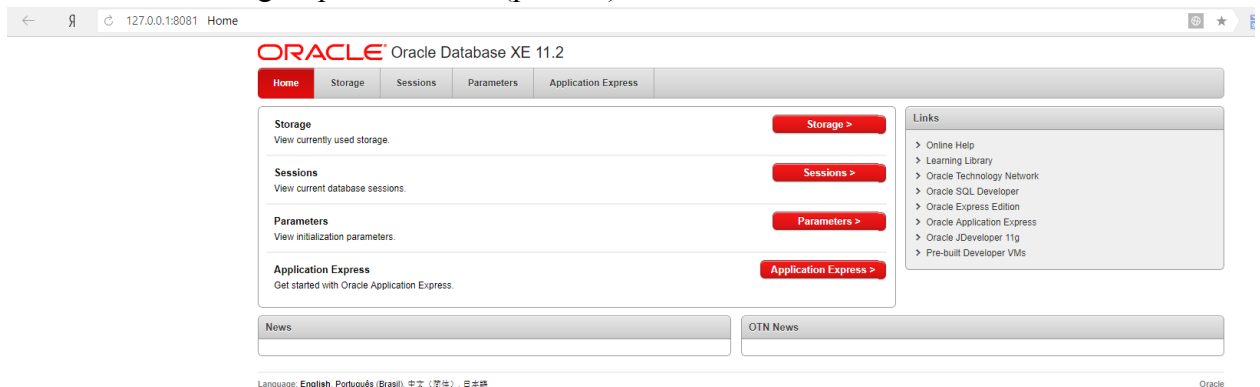 Я 127.0.0.1:8081 Home
ORACLE Oracle Database XE 11.2
Home Storage Sessions Parameters Application Express
Storage
View currently used storage.
Storage >
Sessions
View current database sessions.
Sessions >
Parameters
View initialization parameters.
Parameters >
Application Express
Get started with Oracle Application Express.
Application Express >
Links
> Online Help
> Learning Library
> Oracle Technology Network
> Oracle SQL Developer
> Oracle Express Edition
> Oracle Application Express
> Oracle JDeveloper 11g
> Pre-built Developer VMs
News
OTN News
Language: English, Português (Brasil), 中文（简体）, 日本語
Oracle